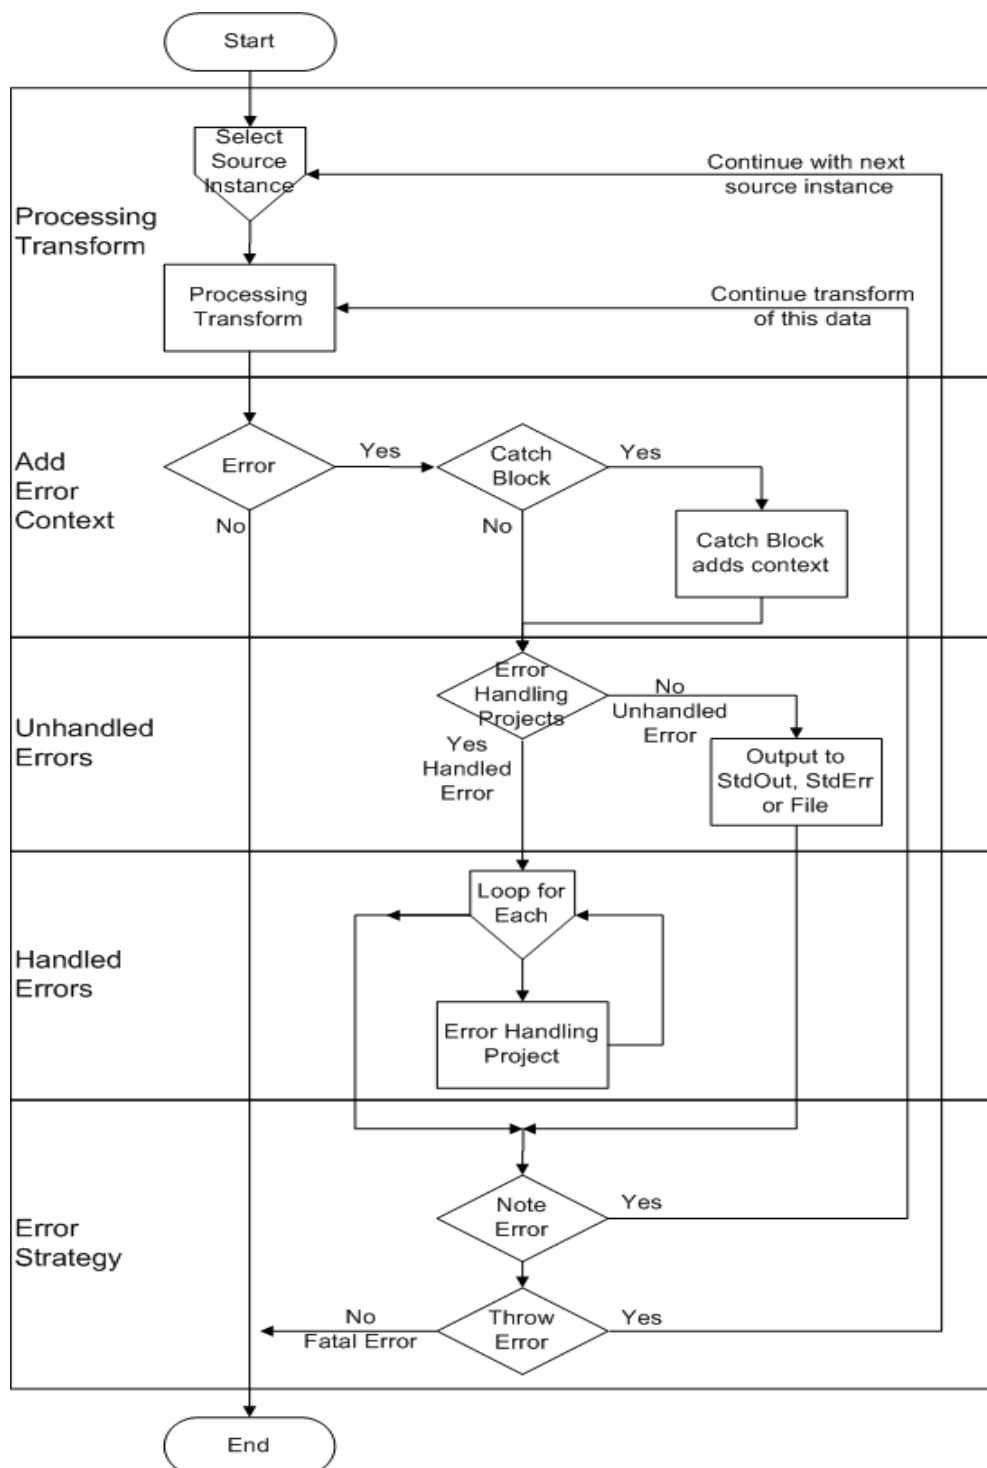 Start
Select
Source
Instance
Continue with next
source instance
Processing
Transform
Processing
Transform
Continue transform
of this data
Add
Error
Context
Error
Yes
No
Catch
Block
Yes
No
Catch Block
adds context
Unhandled
Errors
Error
Handling
Projects
No
Unhandled
Error
Yes
Handled
Error
Output to
StdOut, StdErr
or File
Handled
Errors
Loop for
Each
Error Handling
Project
Error
Strategy
Note
Error
Yes
Throw
Error
Yes
No
Fatal Error
End